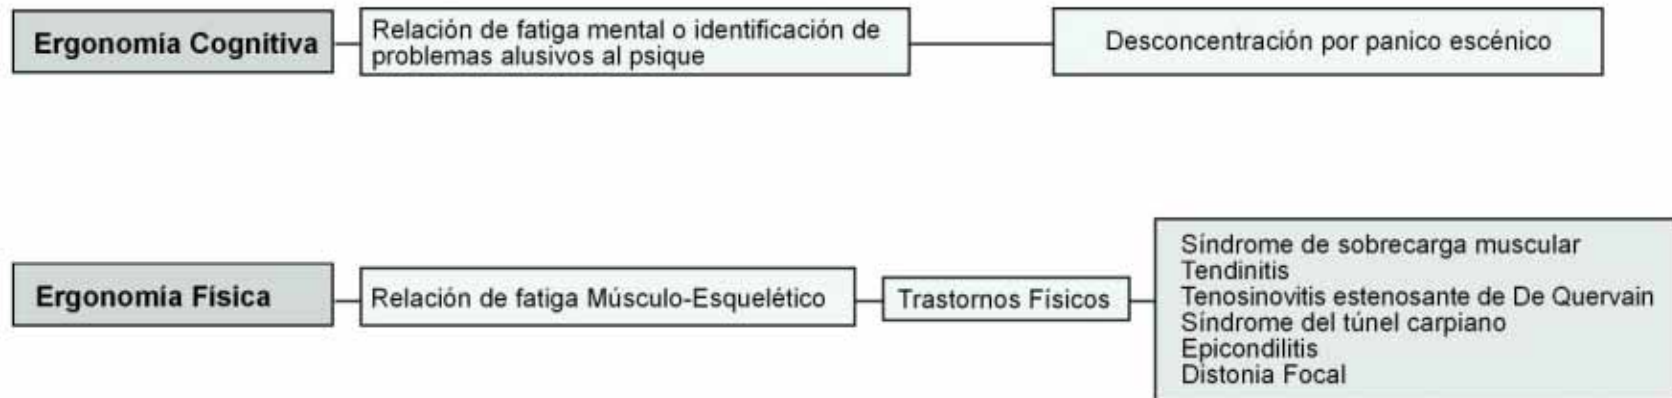 Ergonomía Cognitiva
Relación de fatiga mental o identificación de
problemas alusivos al psique
Desconcentración por panico escénico
Ergonomía Física
Relación de fatiga Músculo-Esquelético
Trastornos Físicos
Síndrome de sobrecarga muscular
Tendinitis
Tenosinovitis estenosante de De Quervain
Síndrome del túnel carpiano
Epicondilitis
Distonia Focal